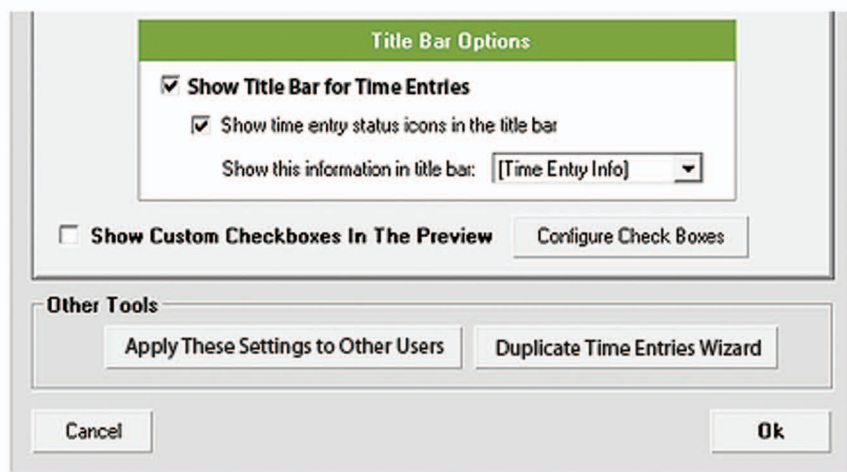 Title Bar Options
Show Title Bar for Time Entries
Show time entry status icons in the title bar
Show this information in title bar: [Time Entry Info]
Show Custom Checkboxes In The Preview Configure Check Boxes
Other Tools
Apply These Settings to Other Users Duplicate Time Entries Wizard
Cancel Ok